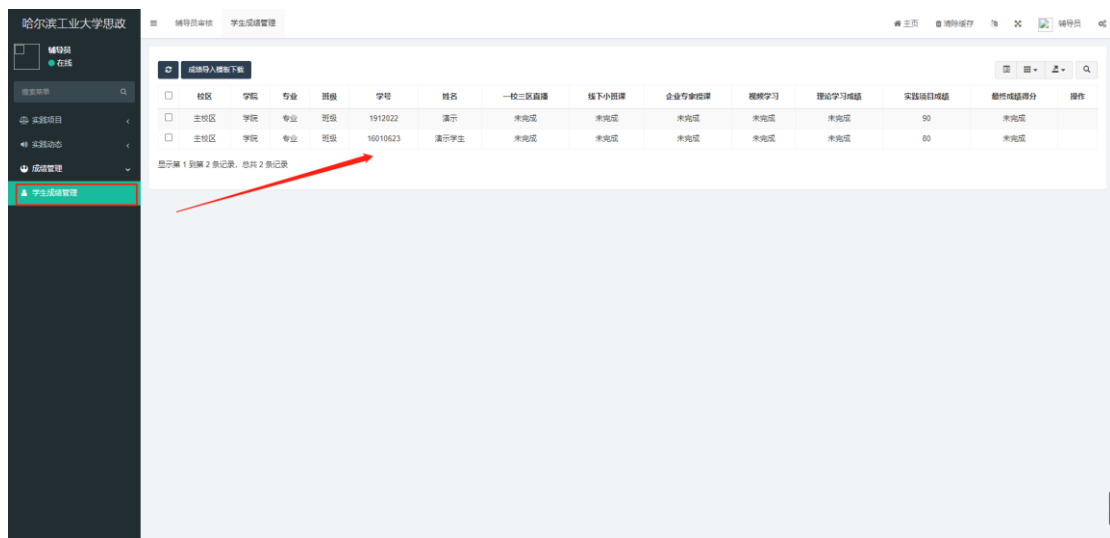 哈尔滨工业大学思政
辅导员审核 学生成绩管理
主页 清除缓存 辅导员
辅导员
在线
成绩导入模板下载
搜索菜单
校区 学院 专业 班级 学号 姓名 一校三区直播 线下小班课 企业专家授课 视频学习 理论学习成绩 实践项目成绩 最终成绩得分 操作
实践项目
主校区 学院 专业 班级 1912022 演示 未完成 未完成 未完成 未完成 未完成 90 未完成
主校区 学院 专业 班级 16010623 演示学生 未完成 未完成 未完成 未完成 未完成 80 未完成
实践动态
显示第 1 到第 2 条记录，总共 2 条记录
成绩管理
学生成绩管理